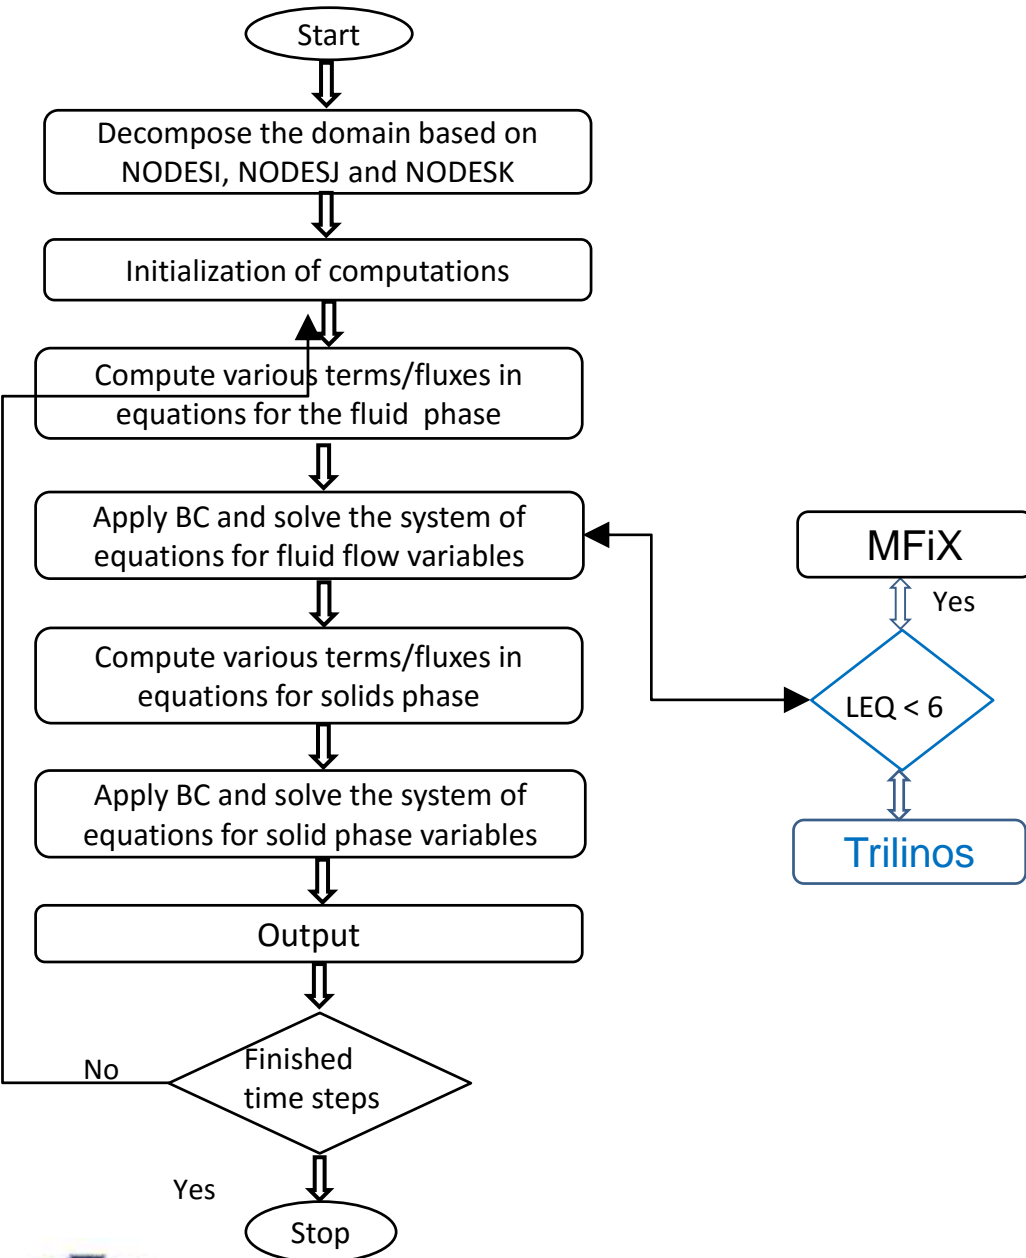 Start
Decompose the domain based on
NODESI, NODESJ and NODESK
Initialization of computations
Compute various terms/fluxes in
equations for the fluid phase
Apply BC and solve the system of
equations for fluid flow variables
MFiX
Yes
Compute various terms/fluxes in
equations for solids phase
LEQ < 6
Apply BC and solve the system of
equations for solid phase variables
Trilinos
Output
Finished
time steps
No
Yes
Stop